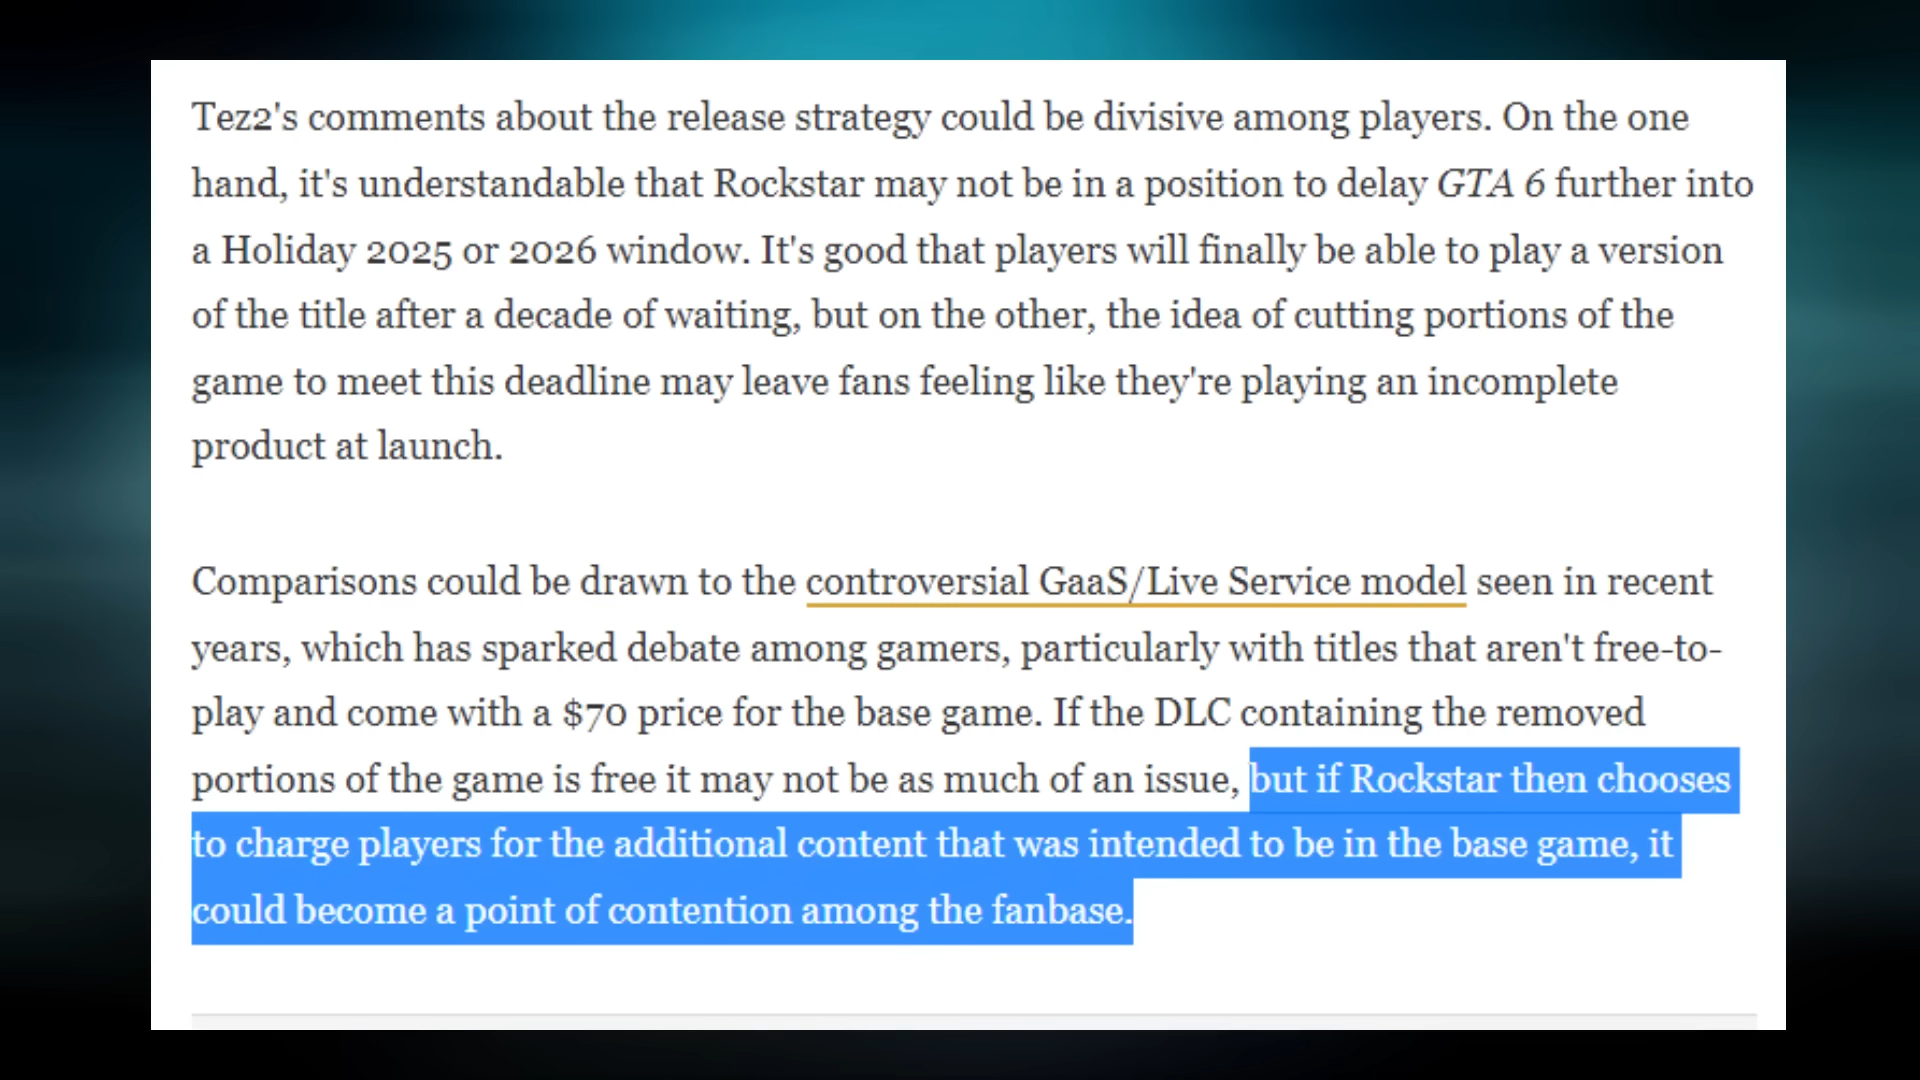 Tez2's comments about the release strategy could be divisive among players. On the one
hand, it's understandable that Rockstar may not be in a position to delay GTA 6 further into
a Holiday 2025 or 2026 window. It's good that players will finally be able to play a version
of the title after a decade of waiting, but on the other, the idea of cutting portions of the
game to meet this deadline may leave fans feeling like they're playing an incomplete
product at launch.
Comparisons could be drawn to the controversial GaaS/Live Service model seen in recent
years, which has sparked debate among gamers, particularly with titles that aren't free-to-
play and come with a $70 price for the base game. If the DLC containing the removed
portions of the game is free it may not be as much of an issue, but if Rockstar then chooses
to charge players for the additional content that was intended to be in the base game, it
could become a point of contention among the fanbase.